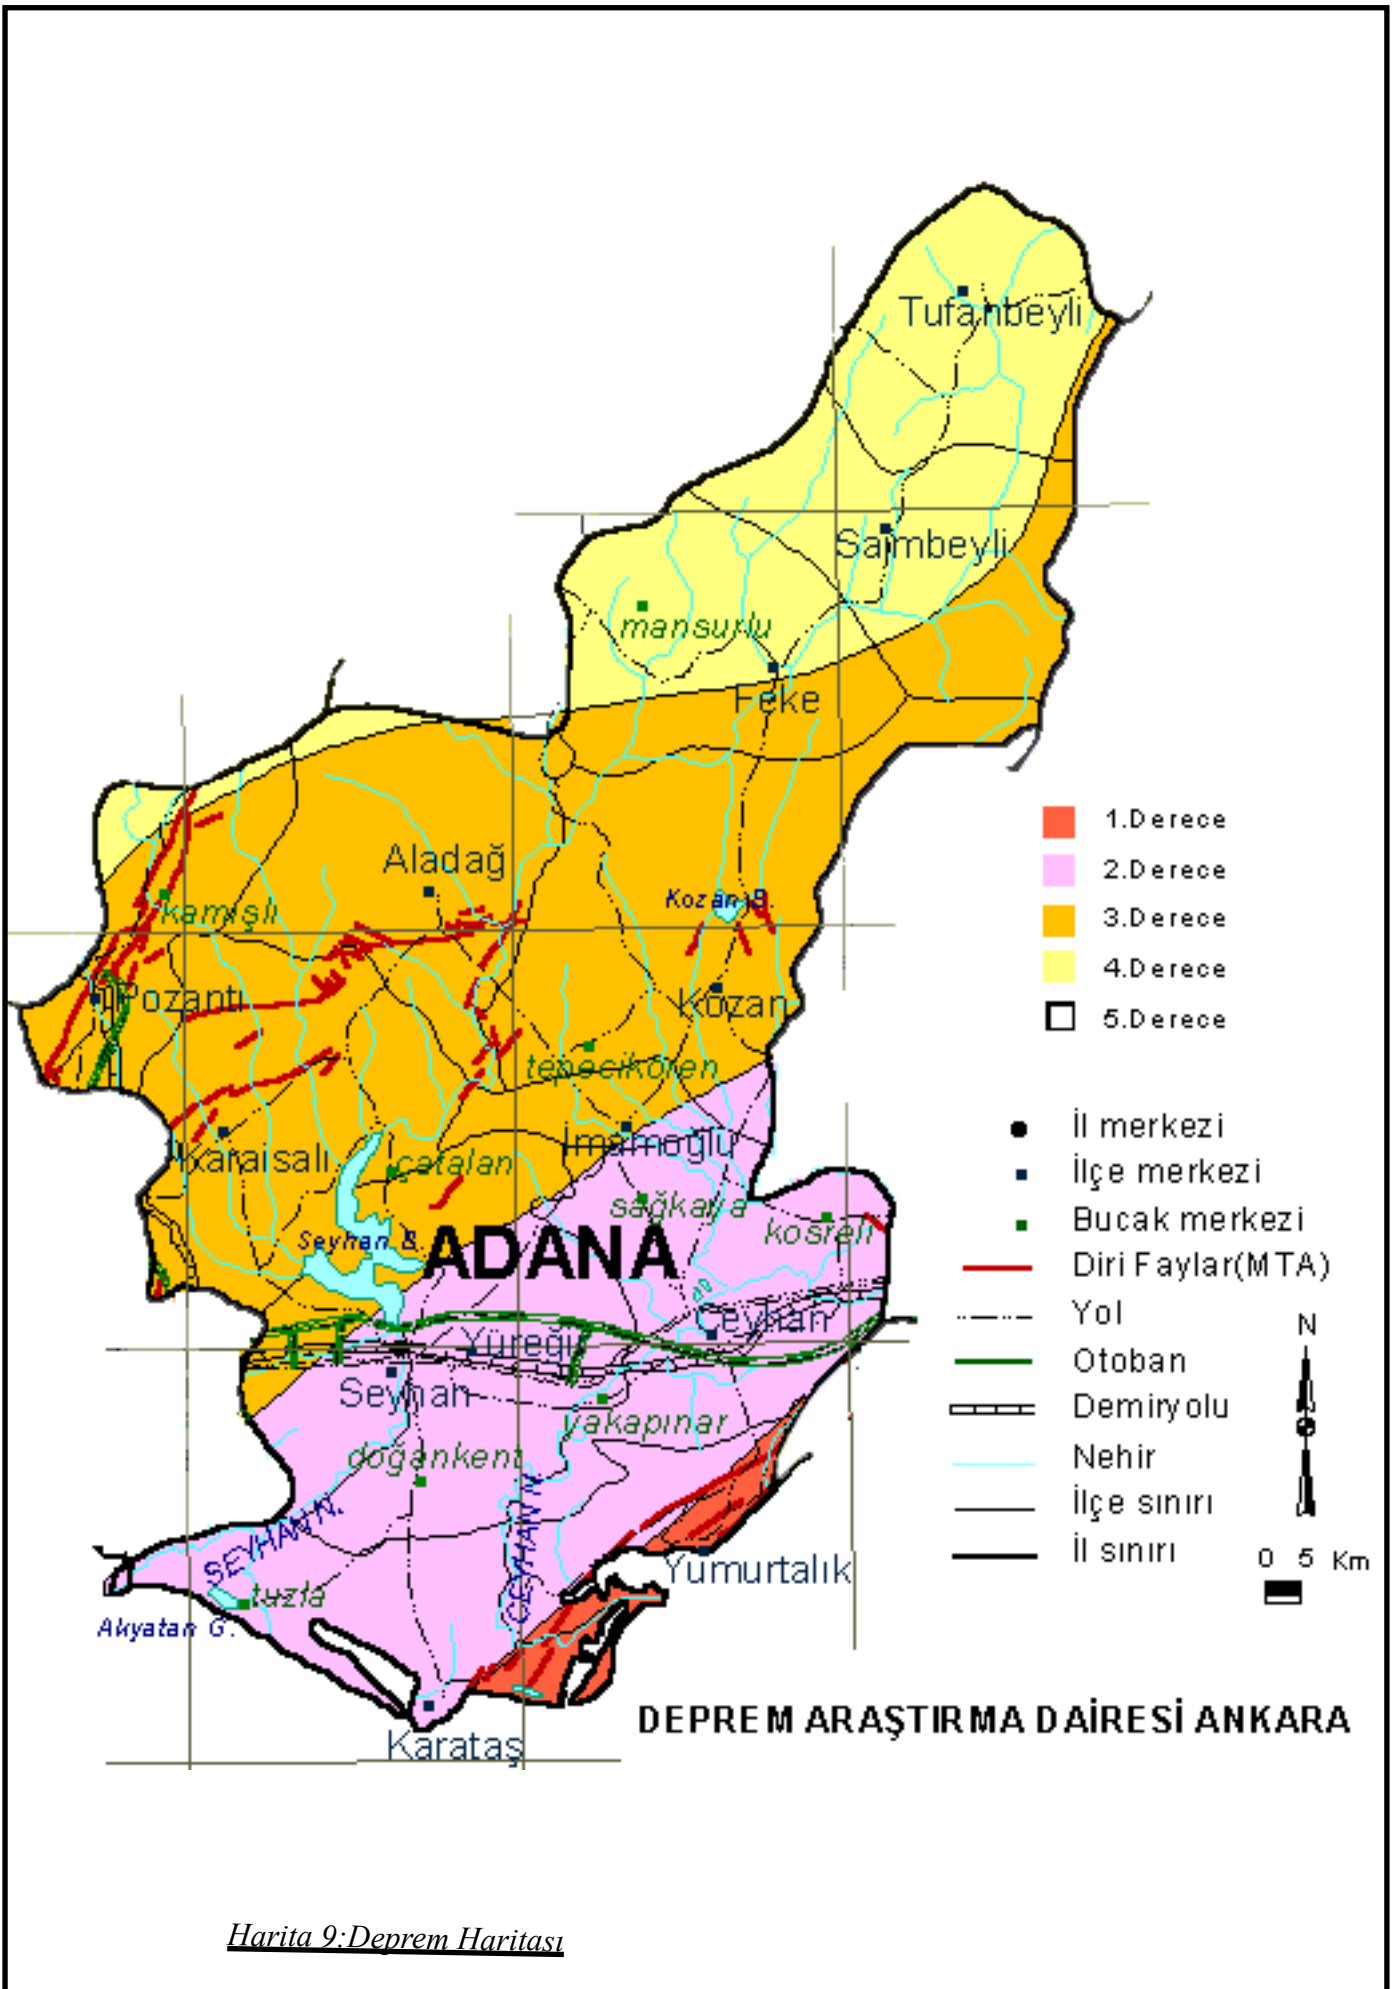 Tufanbeyli
Saimbeyli
mansurlu
Feke
Aladağ
Kozan B.
kamışlı
Pozantı
Kozan
tepecikören
İmamoğlu
Karaisalı
çatalan
sağkaya
kösreli
Seyhan B.
ADANA
Ceyhan
Yüreğir
Seyhan
yakapınar
doğankent
SEYHAN N.
CEYHAN N.
Yumurtalık
tuzla
Akyatan G.
Karataş
1.Derece
2.Derece
3.Derece
4.Derece
5.Derece
İl merkezi
İlçe merkezi
Bucak merkezi
Diri Faylar(MTA)
Yol
Otoban
Demiryolu
Nehir
İlçe sınırı
İl sınırı
N
0 5 Km
DEPREM ARAŞTIRMA DAİRESİ ANKARA
Harita 9:Deprem Haritası